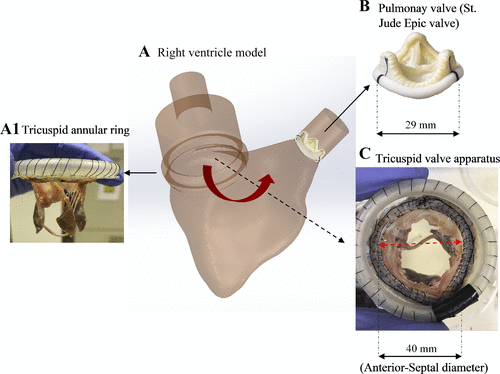 A Right ventricle model
B Pulmonay valve (St.
Jude Epic valve)
29 mm
A1 Tricuspid annular ring
C Tricuspid valve apparatus
40 mm
(Anterior-Septal diameter)